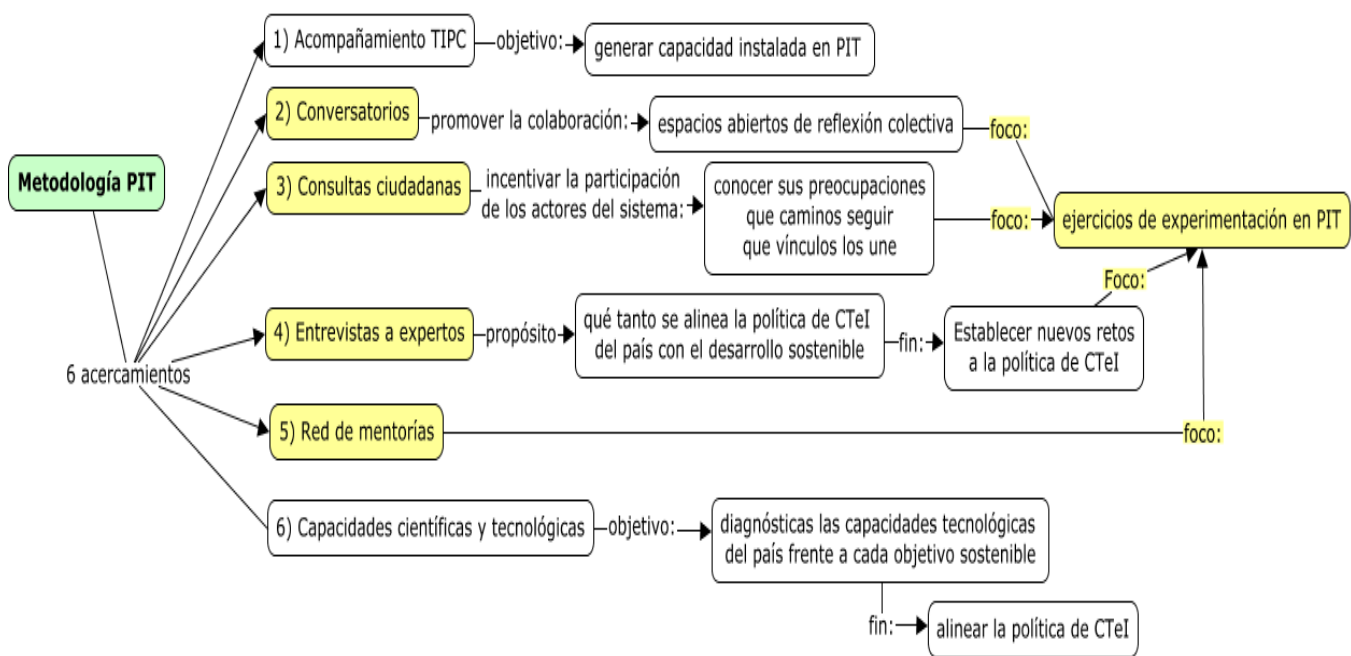 1) Acompañamiento TIPC
objetivo:
generar capacidad instalada en PIT
2) Conversatorios
promover la colaboración:
espacios abiertos de reflexión colectiva
foco:
Metodología PIT
3) Consultas ciudadanas
incentivar la participación
de los actores del sistema:
conocer sus preocupaciones
que caminos seguir
que vínculos los une
foco:
ejercicios de experimentación en PIT
Foco:
4) Entrevistas a expertos
propósito
qué tanto se alinea la política de CTeI
del país con el desarrollo sostenible
fin:
Establecer nuevos retos
a la política de CTeI
6 acercamientos
5) Red de mentorías
foco:
6) Capacidades científicas y tecnológicas
objetivo:
diagnósticas las capacidades tecnológicas
del país frente a cada objetivo sostenible
fin:
alinear la política de CTeI